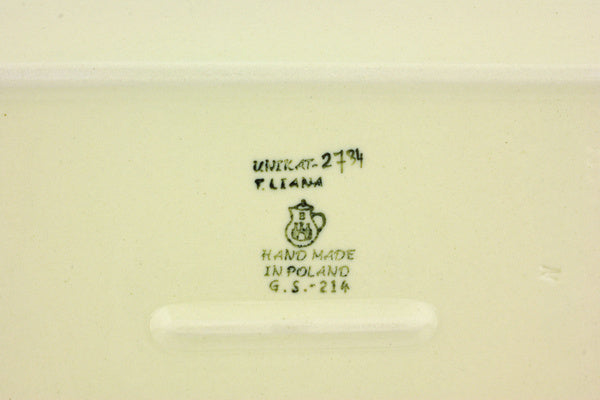 UNIKAT-2734
T.LIANA
HAND MADE
IN POLAND
G.S.-214